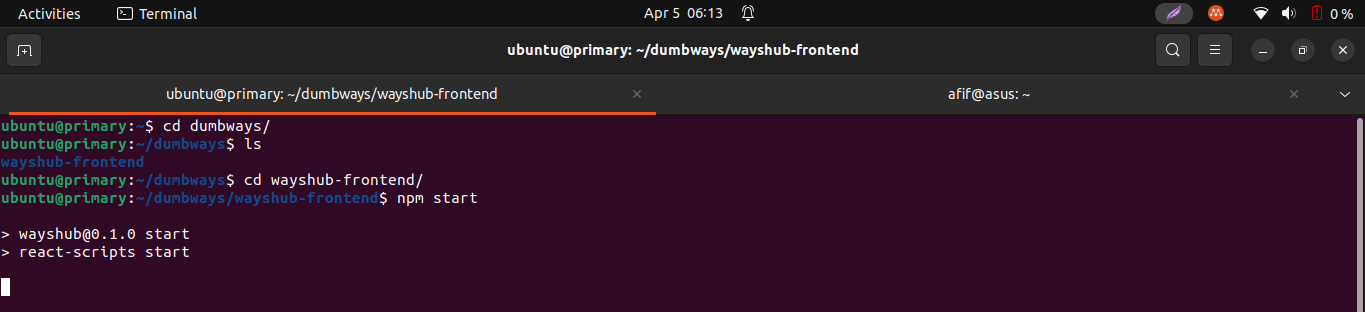 Activities Terminal Apr 5 06:13 0 %
ubuntu@primary: ~/dumbways/wayshub-frontend
ubuntu@primary: ~/dumbways/wayshub-frontend afif@asus: ~
ubuntu@primary:~$ cd dumbways/
ubuntu@primary:~/dumbways$ ls
wayshub-frontend
ubuntu@primary:~/dumbways$ cd wayshub-frontend/
ubuntu@primary:~/dumbways/wayshub-frontend$ npm start
> wayshub@0.1.0 start
> react-scripts start